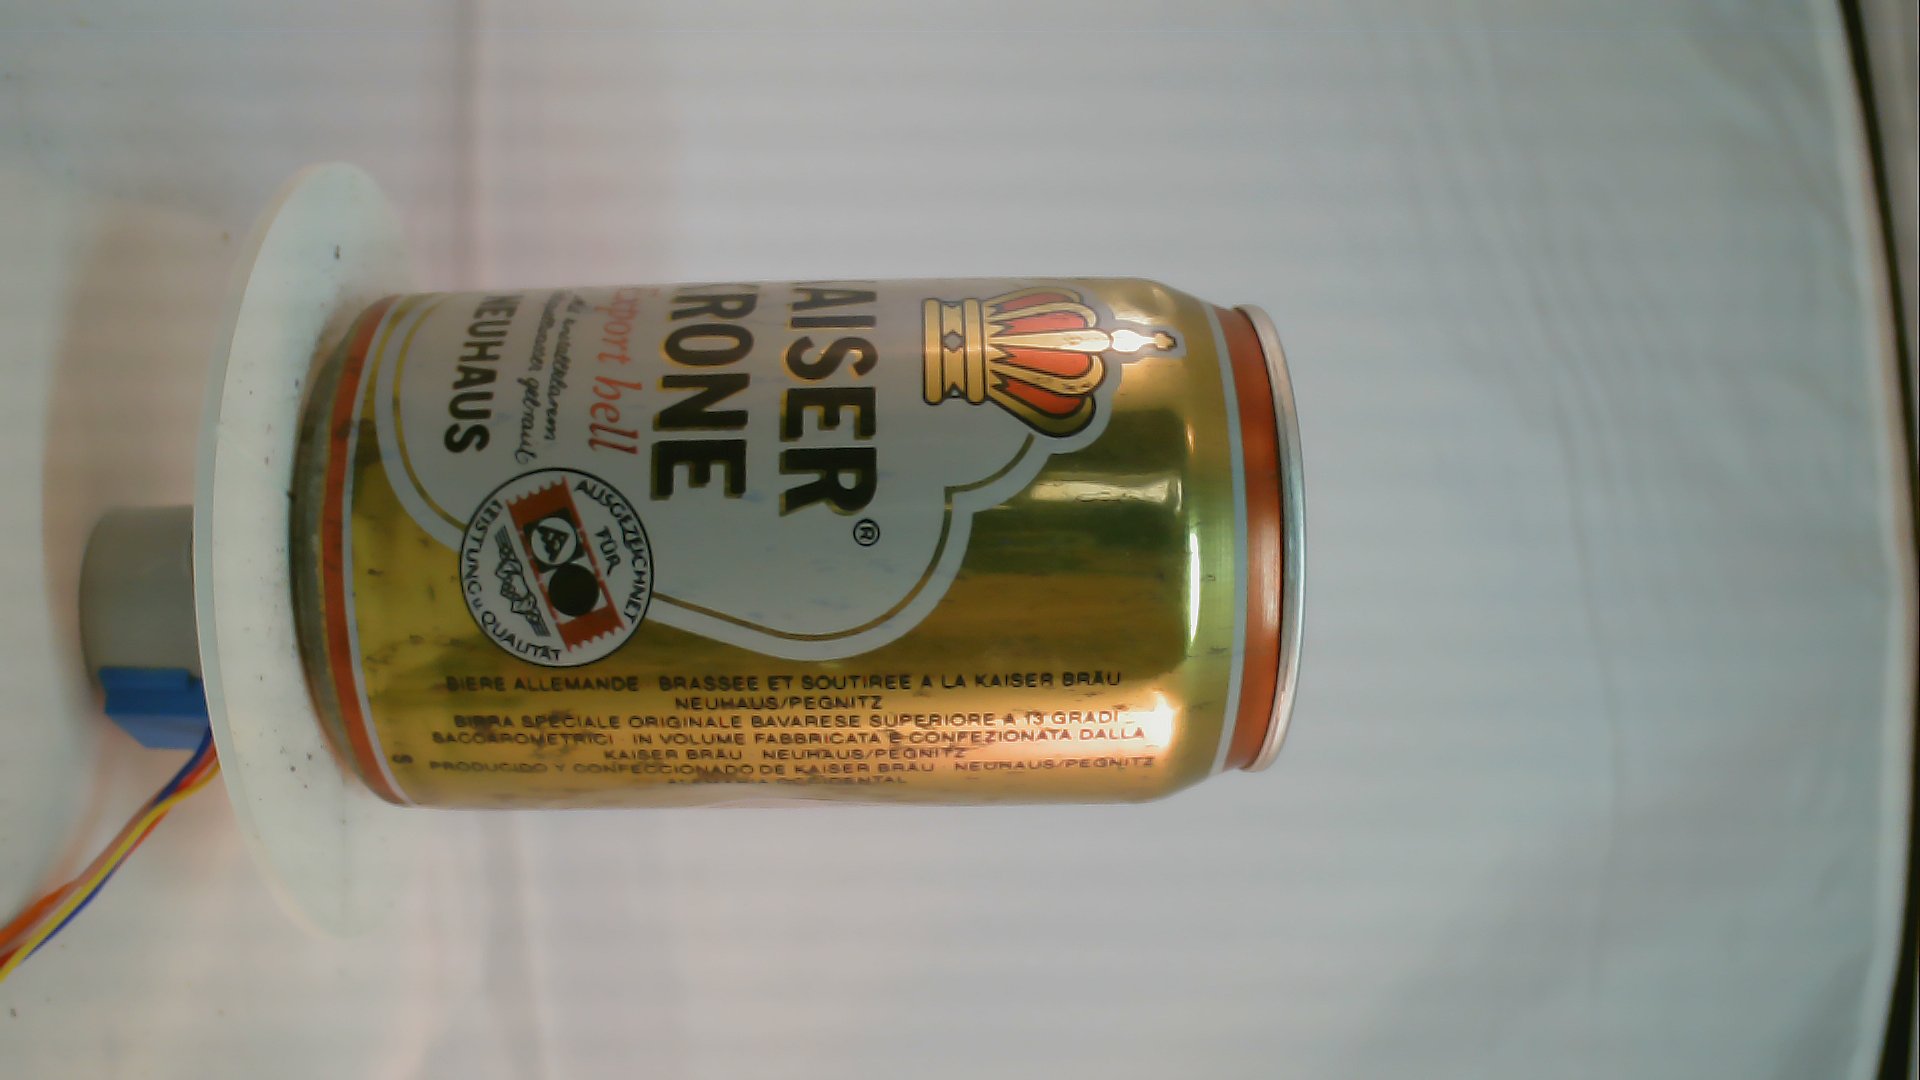 AISER®
RONE
Export hell
NEUHAUS
AUSGEZEICHNET
FÜR
LEISTUNG u. QUALITÄT
BIERE ALLEMANDE · BRASSEE ET SOUTIREE A LA KAISER BRÄU
NEUHAUS/PEGNITZ
BIRRA SPECIALE ORIGINALE BAVARESE SUPERIORE A 13 GRADI
SACCAROMETRICI · IN VOLUME FABBRICATA E CONFEZIONATA DALLA
KAISER BRÄU · NEUHAUS/PEGNITZ
PRODUCIDO Y CONFECCIONADO DE KAISER BRÄU · NEUHAUS/PEGNITZ